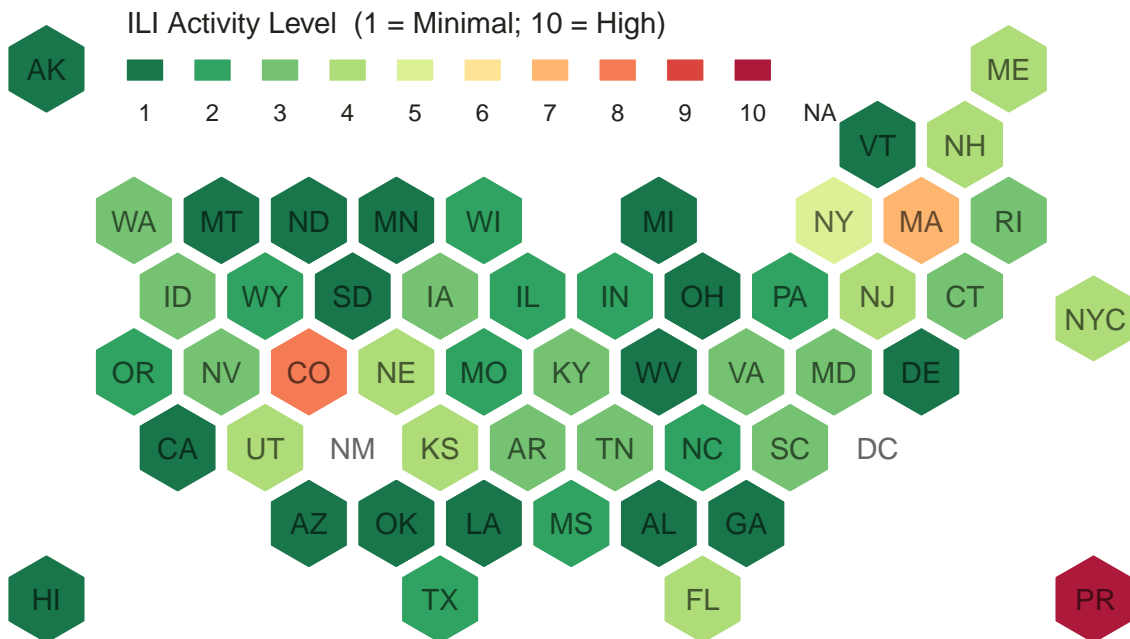 ILI Activity Level (1 = Minimal; 10 = High)
AK
ME
1 2 3 4 5 6 7 8 9 10 NA
VT NH
WA MT ND MN WI MI NY MA RI
ID WY SD IA IL IN OH PA NJ CT
NYC
OR NV CO NE MO KY WV VA MD DE
CA UT NM KS AR TN NC SC DC
AZ OK LA MS AL GA
HI TX FL PR